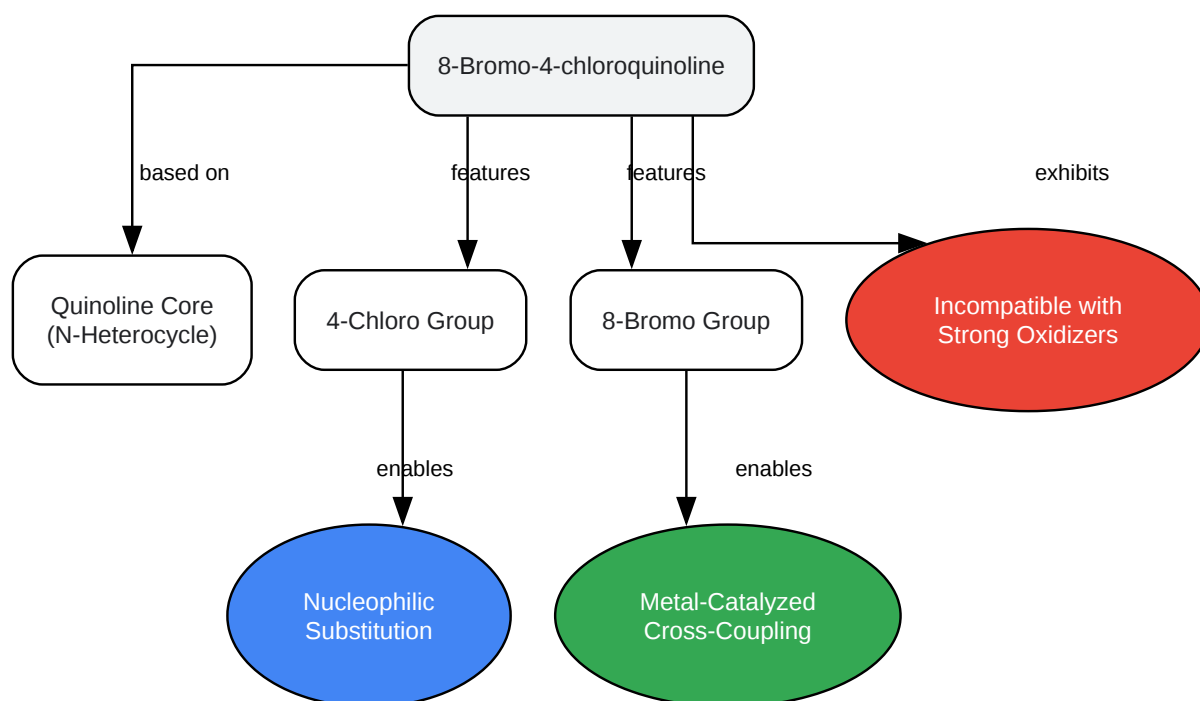 8-Bromo-4-chloroquinoline
based on
features
features
exhibits
Quinoline Core
(N-Heterocycle)
4-Chloro Group
8-Bromo Group
Incompatible with
Strong Oxidizers
enables
enables
Nucleophilic
Substitution
Metal-Catalyzed
Cross-Coupling